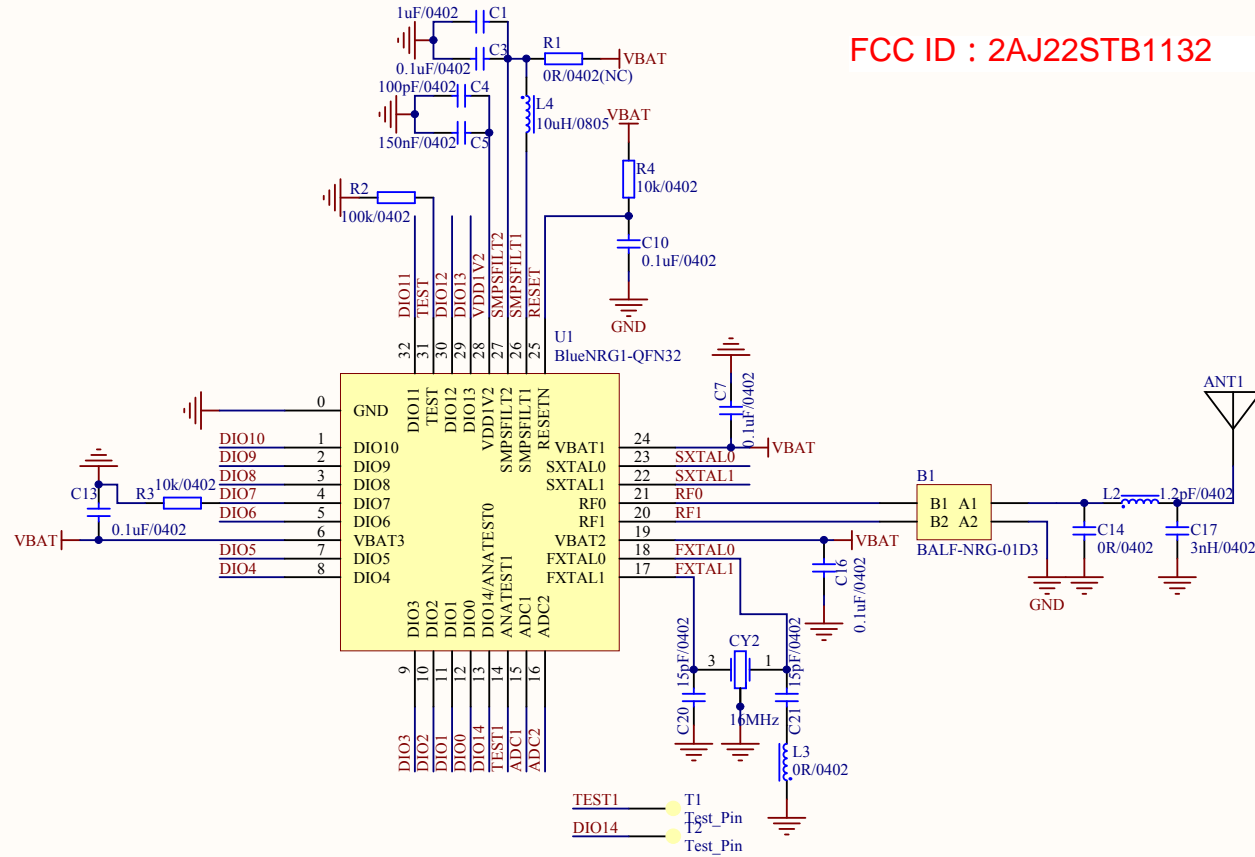 FCC ID : 2AJ22STB1132
1uF/0402
C1
C3
0.1uF/0402
R1
0R/0402(NC)
VBAT
100pF/0402
C4
150nF/0402
C5
L4
10uH/0805
VBAT
R4
10k/0402
R2
100k/0402
C10
0.1uF/0402
GND
DIO11
TEST
DIO12
DIO13
VDD1V2
SMPSFILT2
SMPSFILT1
RESET
32
31
30
29
28
27
26
25
U1
BlueNRG1-QFN32
DIO11
TEST
DIO12
DIO13
VDD1V2
SMPSFILT2
SMPSFILT1
RESETN
0
GND
DIO10
1
DIO10
DIO9
2
DIO9
DIO8
3
DIO8
DIO7
4
DIO7
DIO6
5
DIO6
6
VBAT3
DIO5
7
DIO5
DIO4
8
DIO4
C13
0.1uF/0402
R3
10k/0402
VBAT
VBAT1
24
VBAT
SXTAL0
23
SXTAL0
SXTAL1
22
SXTAL1
RF0
21
RF0
RF1
20
RF1
VBAT2
19
VBAT
FXTAL0
18
FXTAL0
FXTAL1
17
FXTAL1
C7
0.1uF/0402
C16
0.1uF/0402
B1
B1 A1
B2 A2
BALF-NRG-01D3
GND
L2
1.2pF/0402
C14
0R/0402
C17
3nH/0402
ANT1
DIO3
DIO2
DIO1
DIO0
DIO14/ANATEST0
ANATEST1
ADC1
ADC2
9
10
11
12
13
14
15
16
DIO3
DIO2
DIO1
DIO0
DIO14
TEST1
ADC1
ADC2
15pF/0402
C20
CY2
3
1
16MHz
15pF/0402
C21
L3
0R/0402
TEST1
T1
Test_Pin
DIO14
T2
Test_Pin